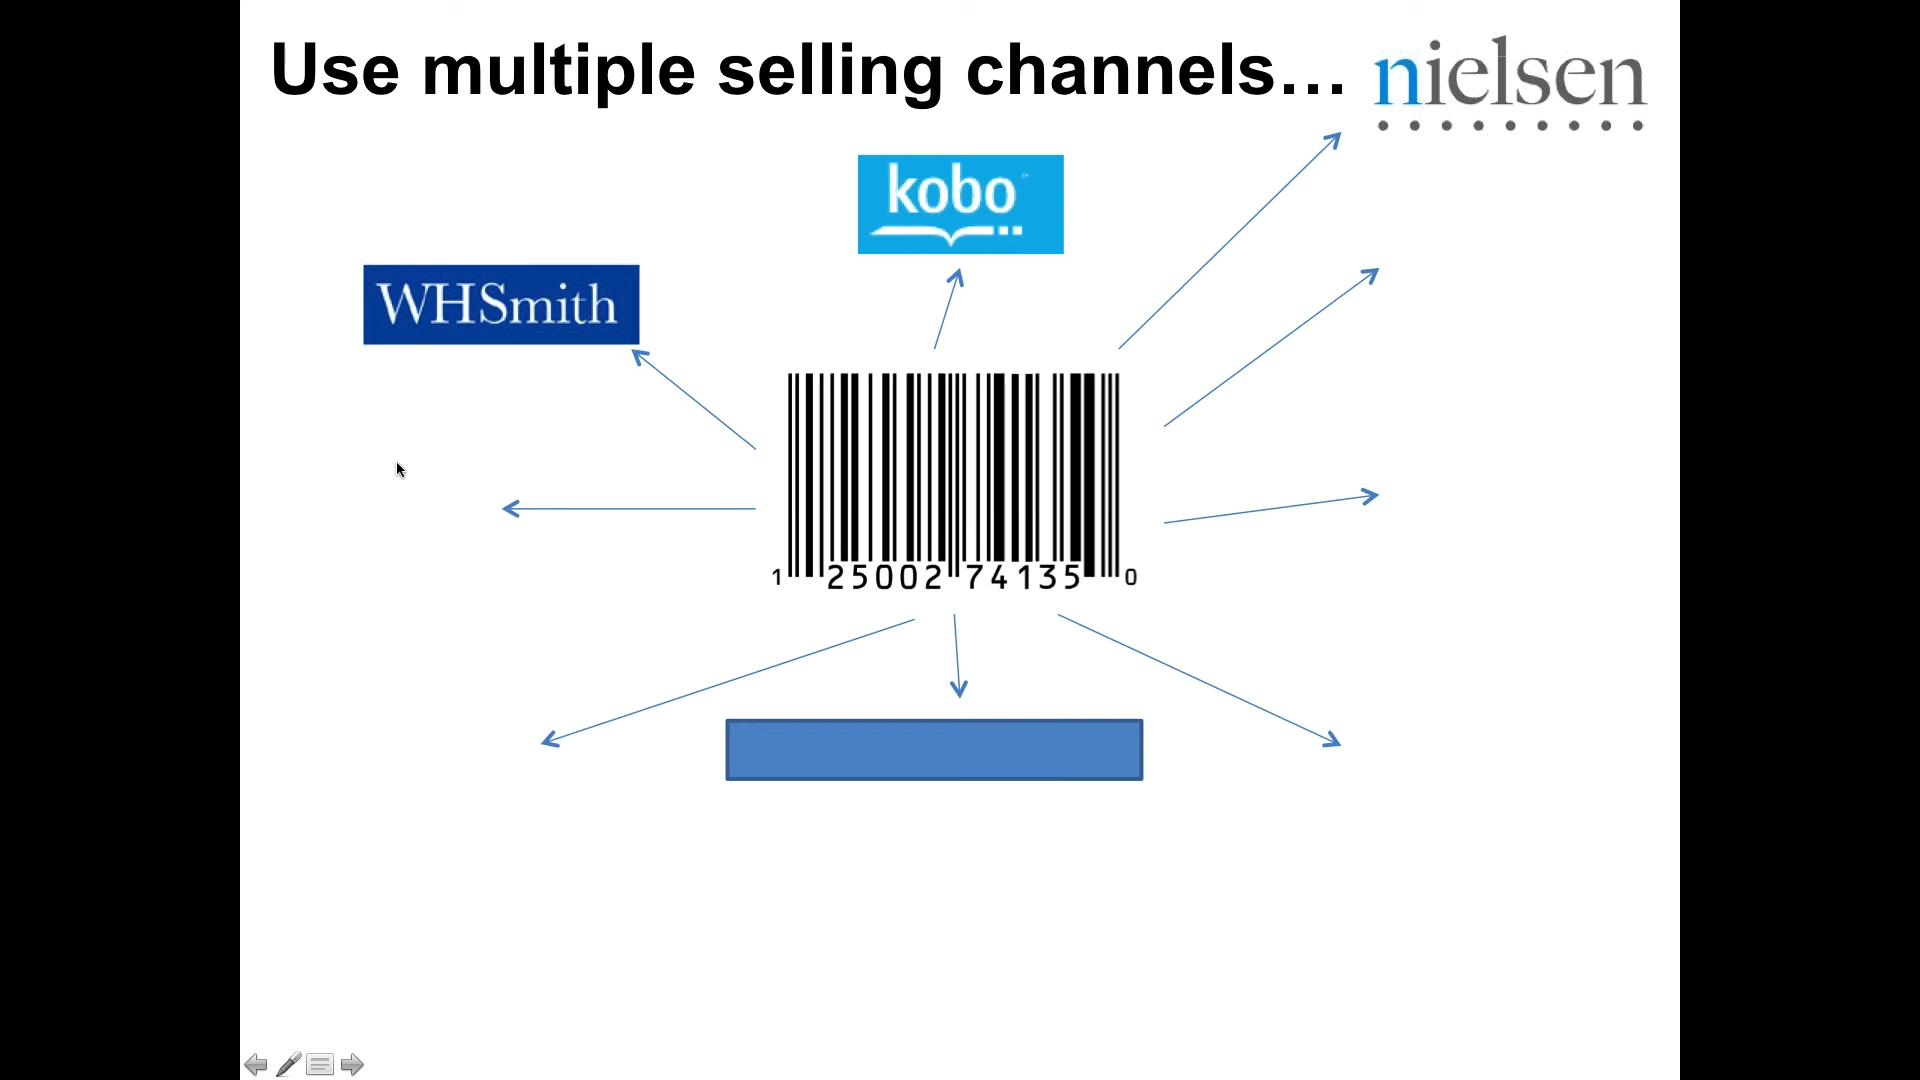 Use multiple selling channels…
nielsen
kobo
WHSmith
1 25002 74135 0